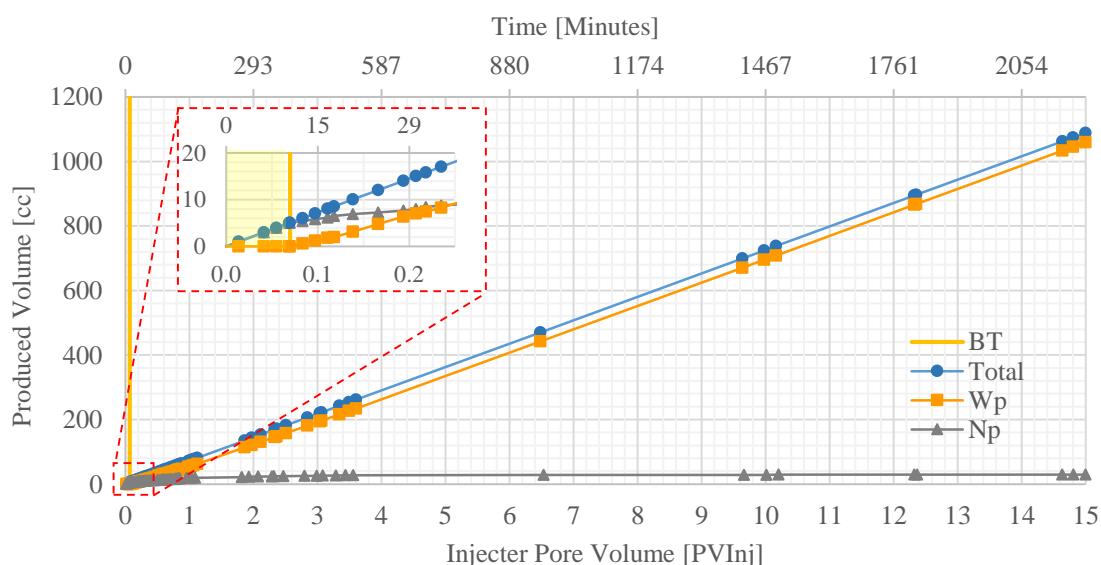 Time [Minutes]
0 293 587 880 1174 1467 1761 2054
1200
1000
800
600
400
200
0
Produced Volume [cc]
0 15 29
20
10
0
0.0 0.1 0.2
BT
Total
Wp
Np
0 1 2 3 4 5 6 7 8 9 10 11 12 13 14 15
Injecter Pore Volume [PVInj]